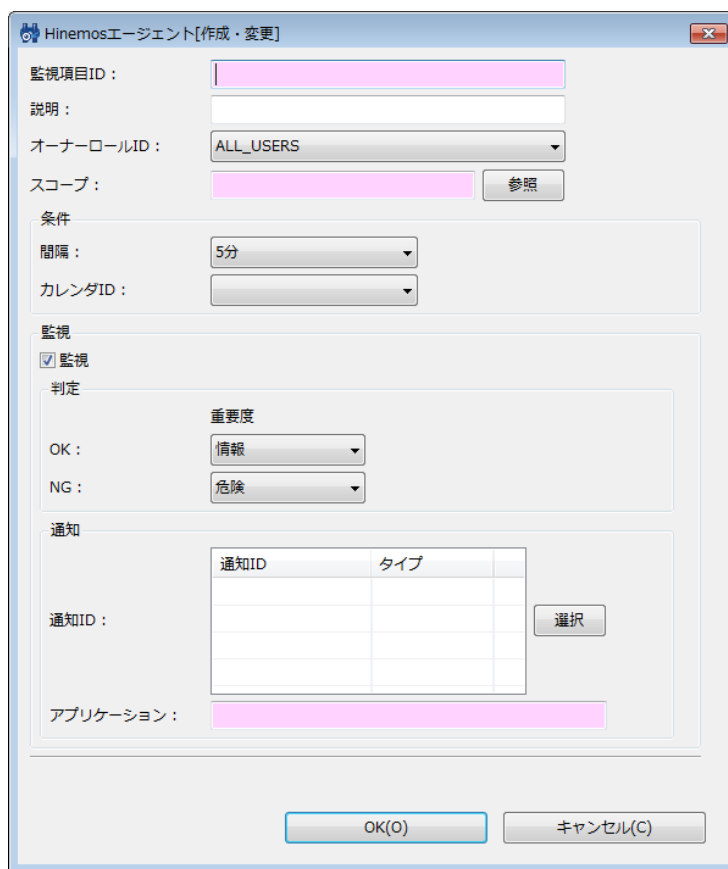 Hinemosエージェント[作成・変更]
監視項目ID：
説明：
オーナーロールID： ALL_USERS
スコープ： 参照
条件
間隔： 5分
カレンダID：
監視
監視
判定
重要度
OK： 情報
NG： 危険
通知
通知ID タイプ
通知ID： 選択
アプリケーション：
OK(O) キャンセル(C)